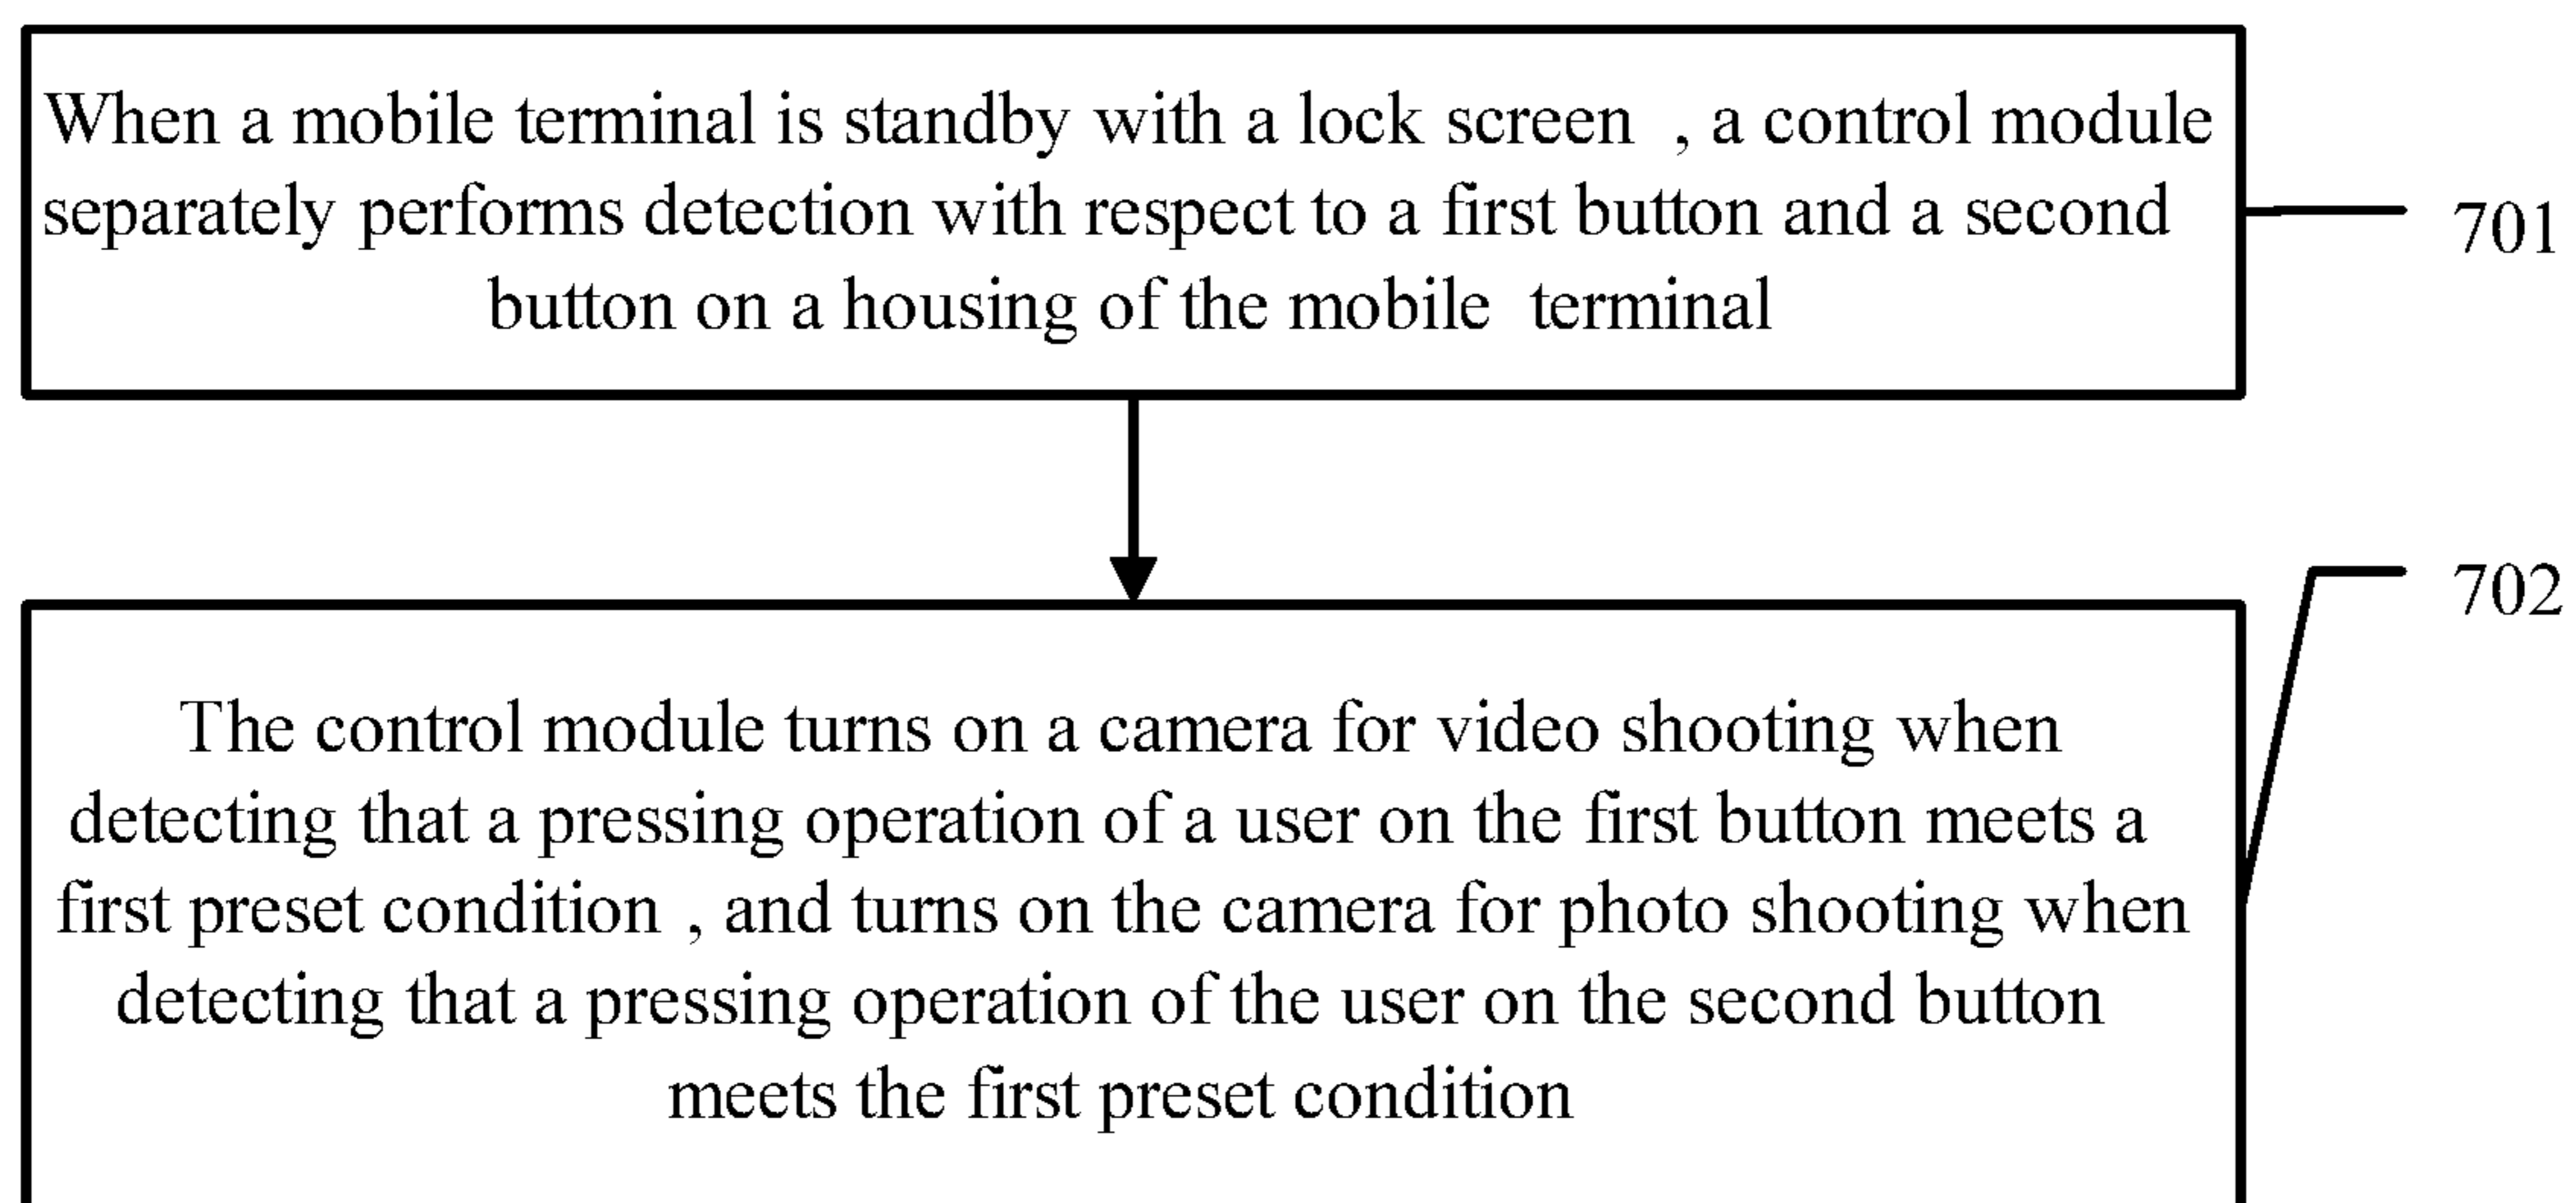 When a mobile terminal is standby with a lock screen , a control module
separately performs detection with respect to a first button and a second
button on a housing of the mobile terminal
701
702
The control module turns on a camera for video shooting when
detecting that a pressing operation of a user on the first button meets a
first preset condition , and turns on the camera for photo shooting when
detecting that a pressing operation of the user on the second button
meets the first preset condition